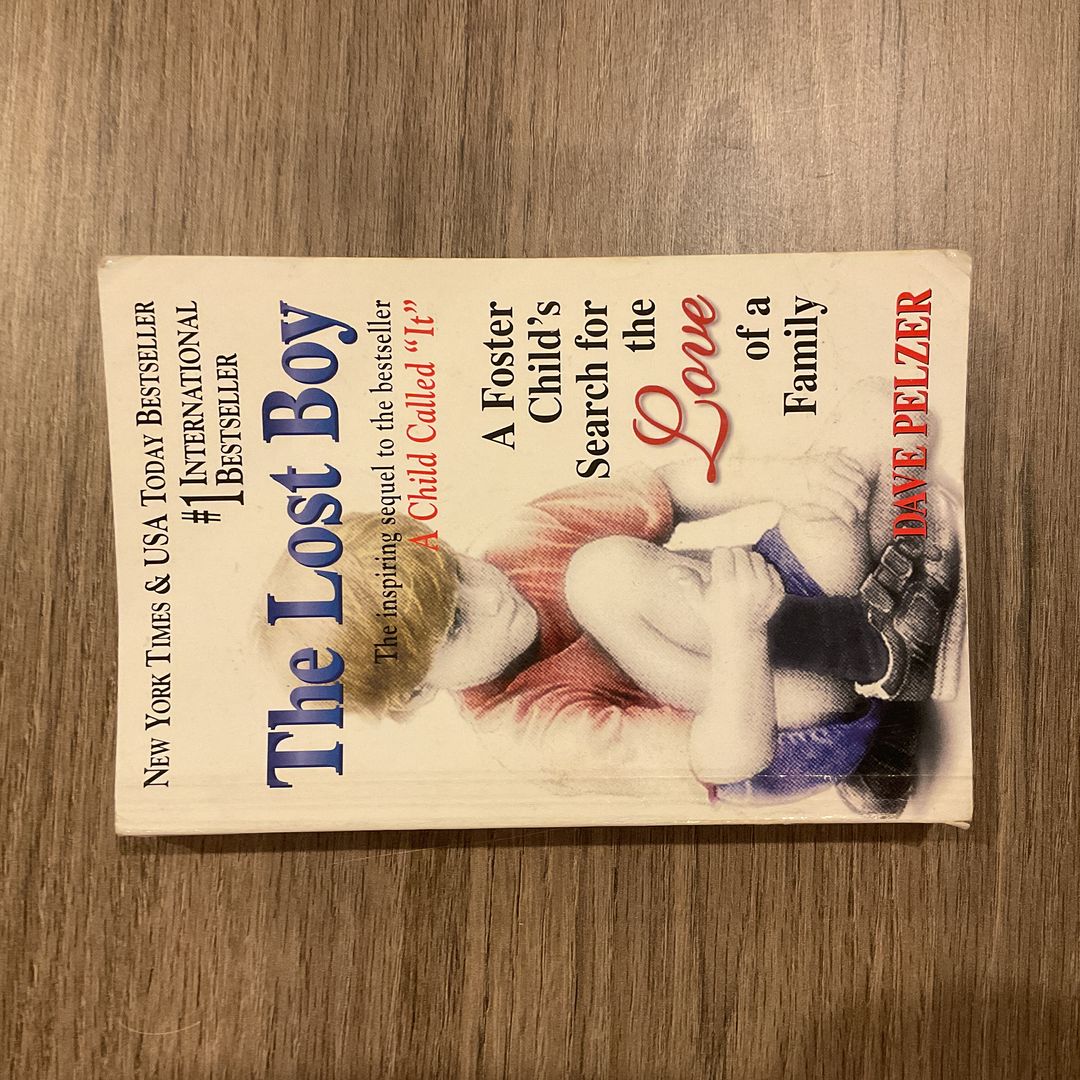 NEW YORK TIMES & USA TODAY BESTSELLER
#1 INTERNATIONAL
BESTSELLER
The Lost Boy
The inspiring sequel to the bestseller
A Child Called “It”
A Foster
Child’s
Search for
the
Love
of a
Family
DAVE PELZER